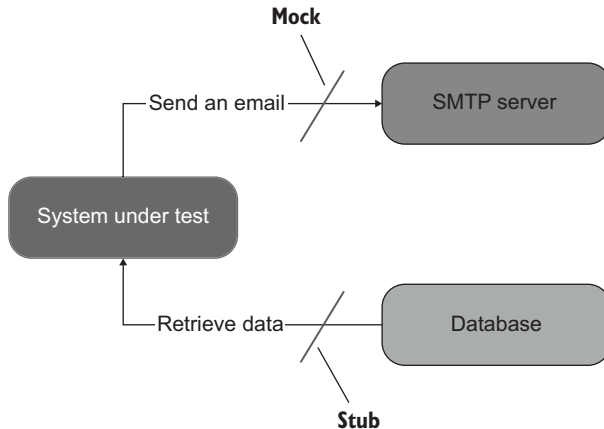 Mock
Send an email
SMTP server
System under test
Retrieve data
Database
Stub